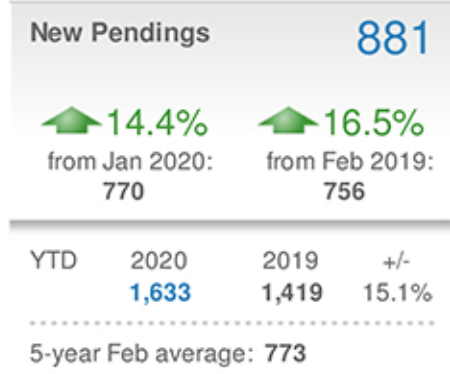 New Pendings 881
14.4% 16.5%
from Jan 2020: from Feb 2019:
770 756
YTD 2020 2019 +/-
1,633 1,419 15.1%
5-year Feb average: 773